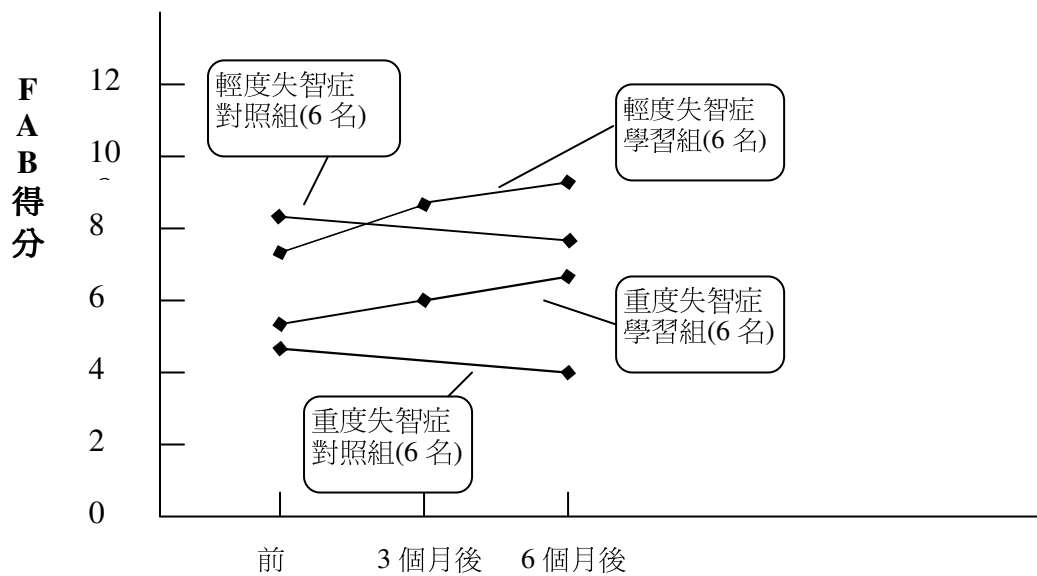 F
A
B
得
分
12
10
8
6
4
2
0
輕度失智症
對照組(6 名)
輕度失智症
學習組(6 名)
重度失智症
學習組(6 名)
重度失智症
對照組(6 名)
前
3 個月後
6 個月後